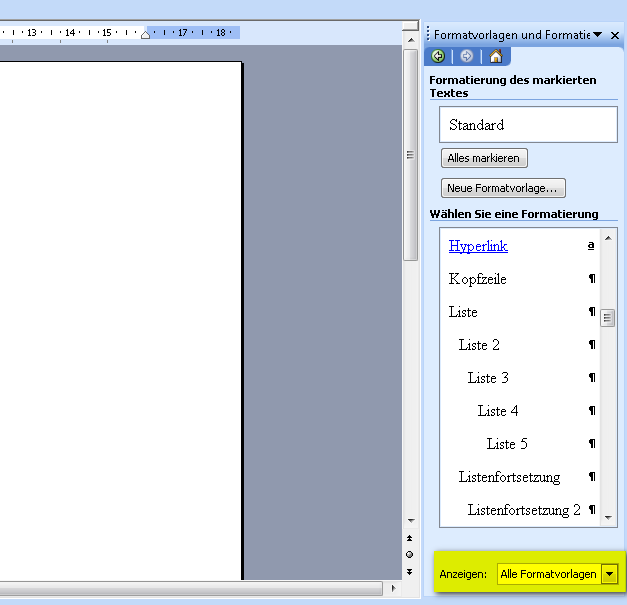 13 14 15 17 18
Formatvorlagen und Formatie
Formatierung des markierten
Textes
Standard
Alles markieren
Neue Formatvorlage...
Wählen Sie eine Formatierung
Hyperlink a
Kopfzeile ¶
Liste ¶
Liste 2 ¶
Liste 3 ¶
Liste 4 ¶
Liste 5 ¶
Listenfortsetzung ¶
Listenfortsetzung 2 ¶
Anzeigen: Alle Formatvorlagen